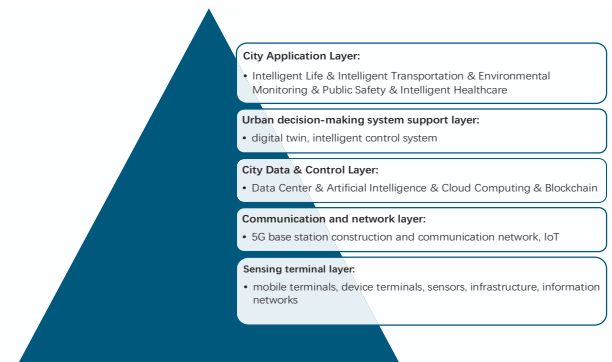 City Application Layer:
• Intelligent Life & Intelligent Transportation & Environmental
Monitoring & Public Safety & Intelligent Healthcare
Urban decision-making system support layer:
• digital twin, intelligent control system
City Data & Control Layer:
• Data Center & Artificial Intelligence & Cloud Computing & Blockchain
Communication and network layer:
• 5G base station construction and communication network, IoT
Sensing terminal layer:
• mobile terminals, device terminals, sensors, infrastructure, information
networks